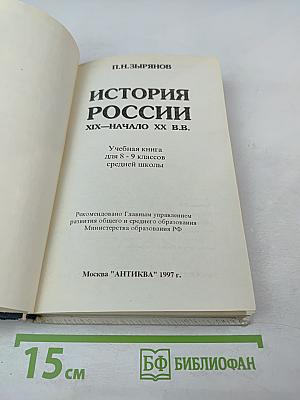 П.Н.ЗЫРЯНОВ
ИСТОРИЯ
РОССИИ
XIX—НАЧАЛО XX В.В.
Учебная книга
для 8 - 9 классов
средней школы
Рекомендовано Главным управлением
развития общего и среднего образования
Министерства образования РФ
Москва "АНТИКВА" 1997 г.
15 см
БФ БИБЛИОФАН